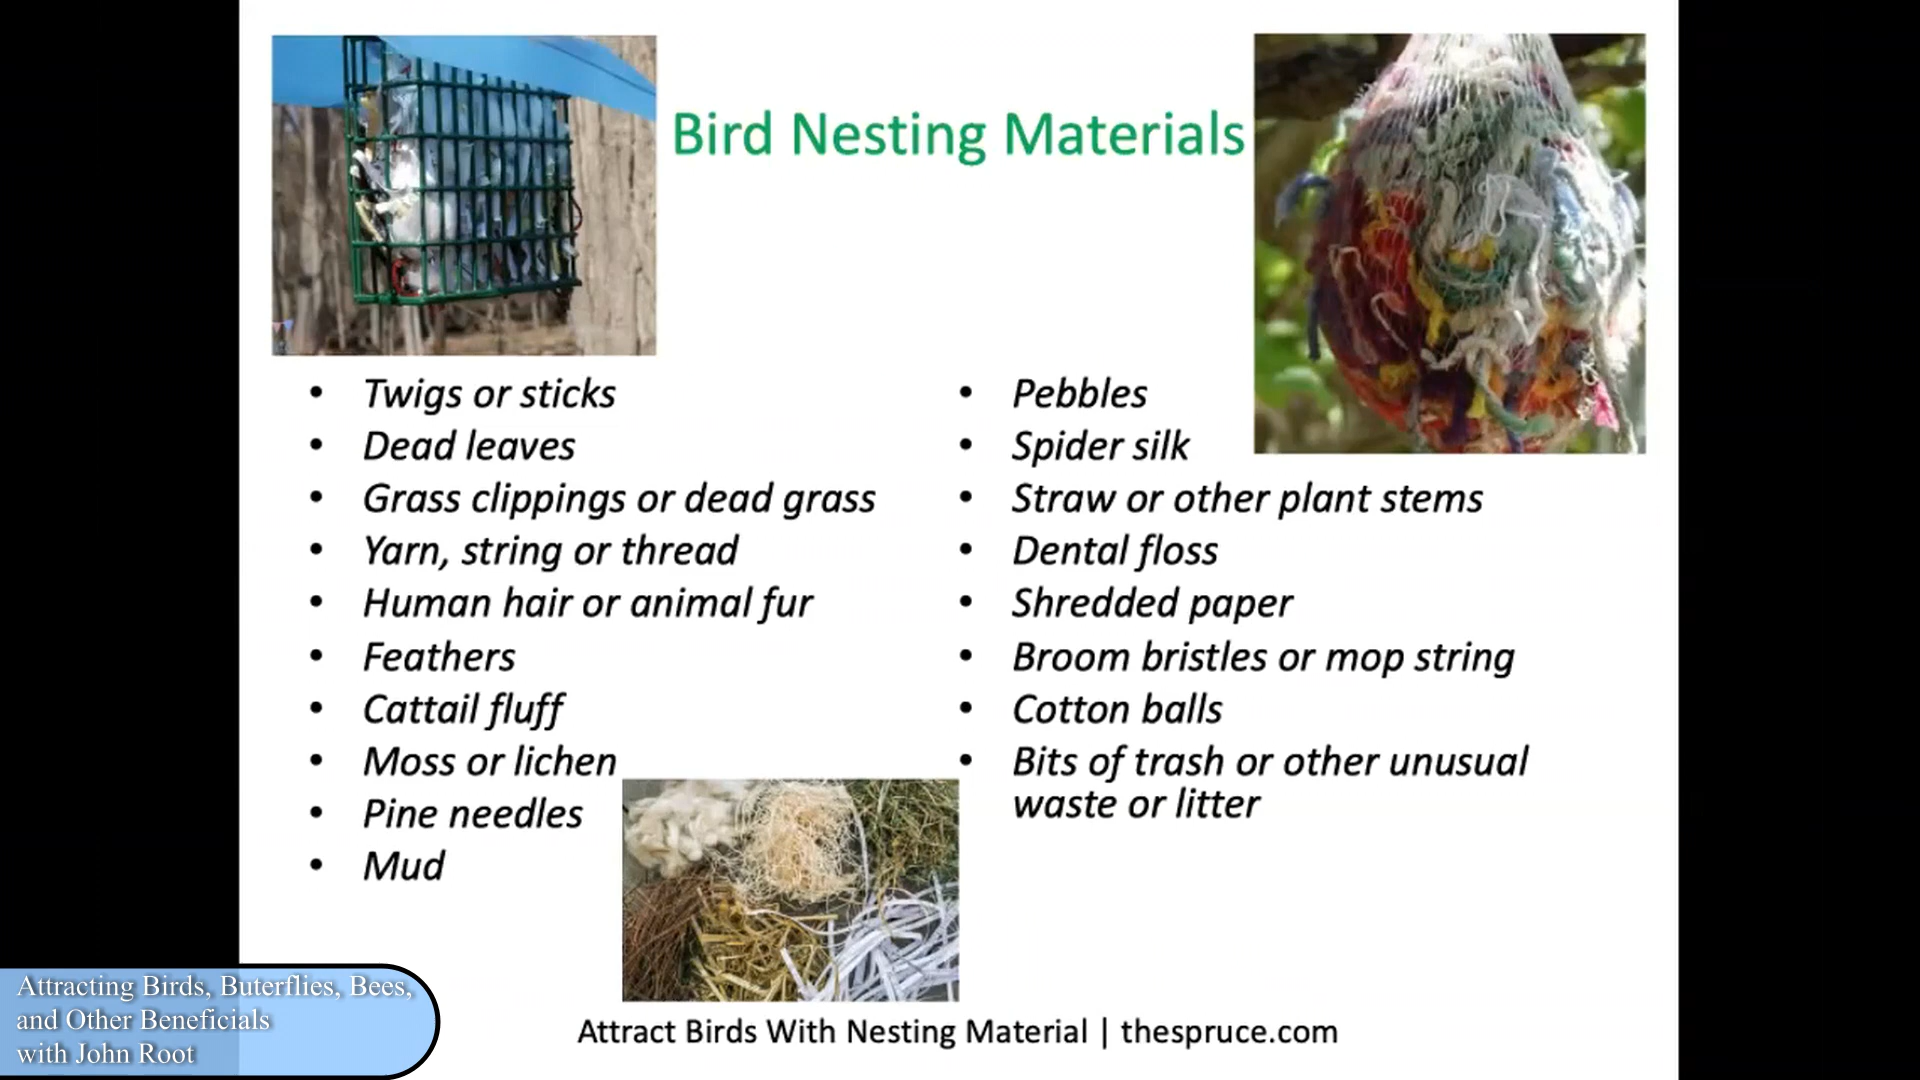 Bird Nesting Materials
• Twigs or sticks
• Dead leaves
• Grass clippings or dead grass
• Yarn, string or thread
• Human hair or animal fur
• Feathers
• Cattail fluff
• Moss or lichen
• Pine needles
• Mud
• Pebbles
• Spider silk
• Straw or other plant stems
• Dental floss
• Shredded paper
• Broom bristles or mop string
• Cotton balls
• Bits of trash or other unusual
waste or litter
Attract Birds With Nesting Material | thespruce.com
Attracting Birds, Buterflies, Bees,
and Other Beneficials
with John Root